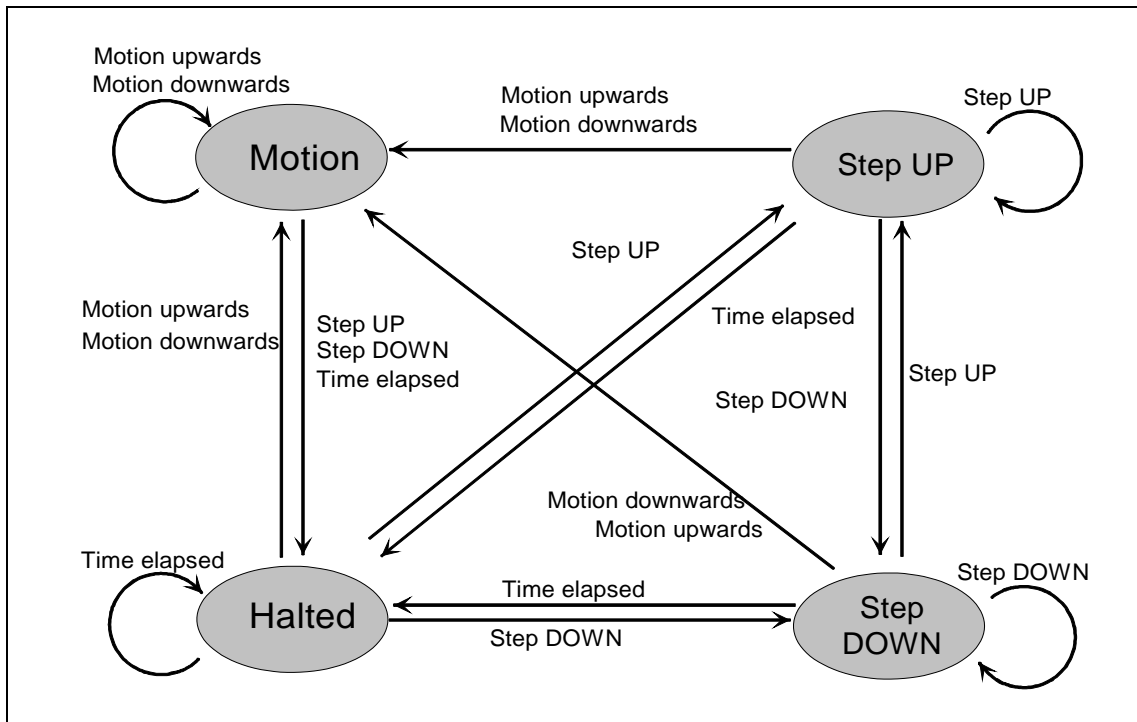 Motion upwards
Motion downwards
Motion upwards
Motion downwards
Step UP
Motion
Step UP
Step UP
Time elapsed
Motion upwards
Motion downwards
Step UP
Step DOWN
Time elapsed
Step DOWN
Step UP
Motion downwards
Motion upwards
Time elapsed
Halted
Time elapsed
Step DOWN
Step
DOWN
Step DOWN